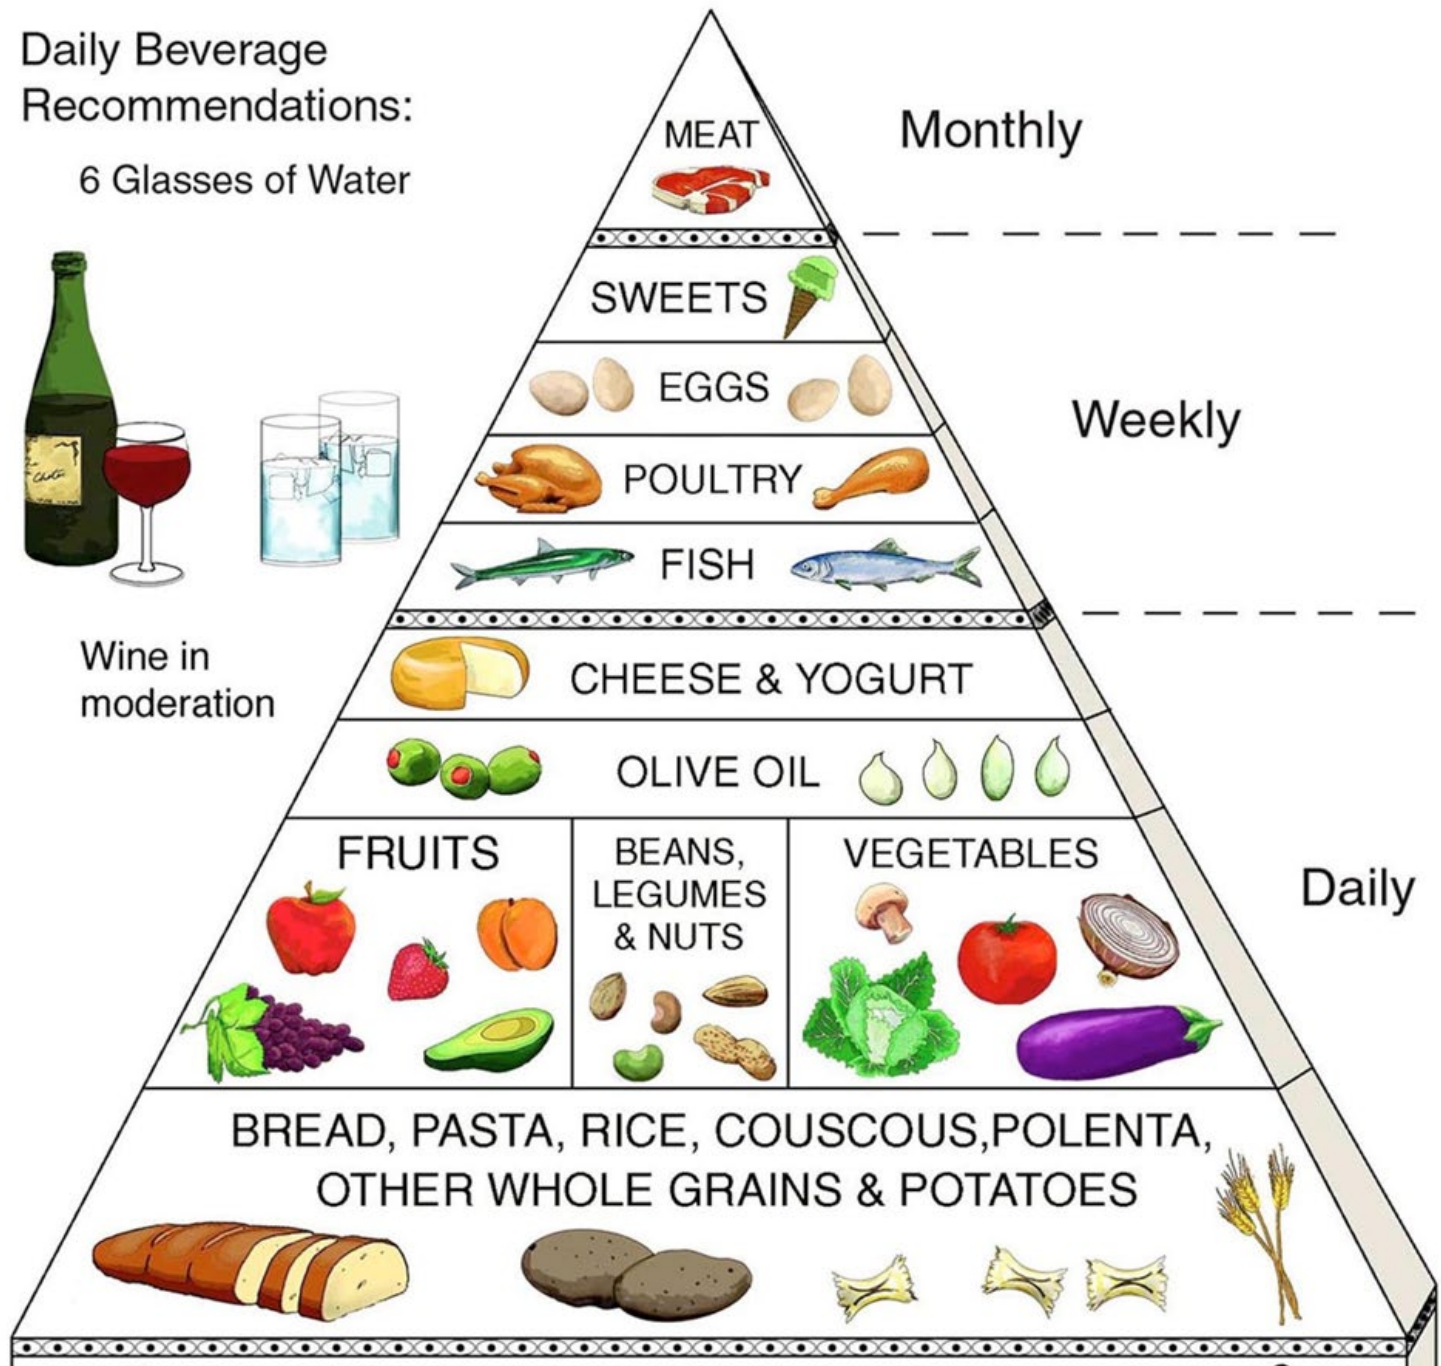 Daily Beverage
Recommendations:
6 Glasses of Water
Wine in
moderation
MEAT
Monthly
SWEETS
EGGS
POULTRY
FISH
Weekly
CHEESE & YOGURT
OLIVE OIL
FRUITS
BEANS,
LEGUMES
& NUTS
VEGETABLES
Daily
BREAD, PASTA, RICE, COUSCOUS,POLENTA,
OTHER WHOLE GRAINS & POTATOES